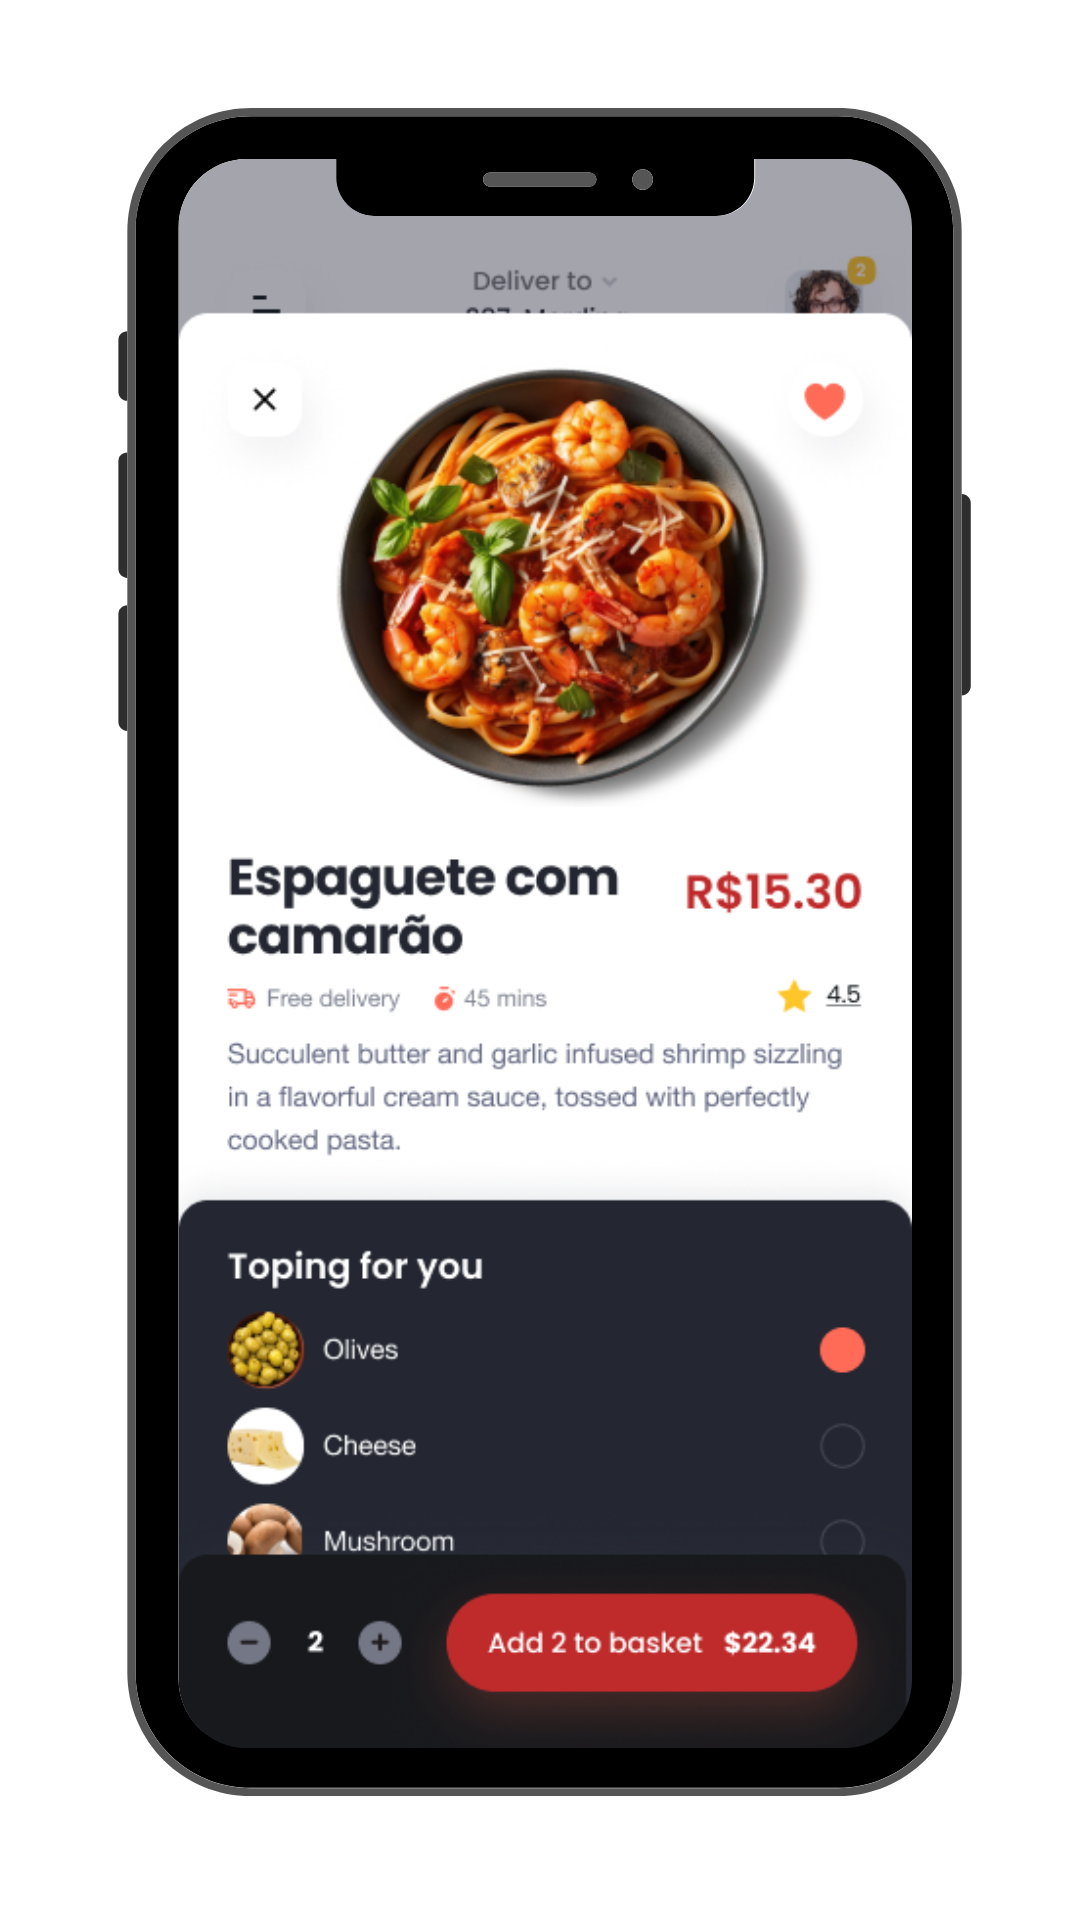 Deliver to
2
Espaguete com
camarão
R$15.30
Free delivery
45 mins
4.5
Succulent butter and garlic infused shrimp sizzling
in a flavorful cream sauce, tossed with perfectly
cooked pasta.
Toping for you
Olives
Cheese
Mushroom
2
Add 2 to basket $22.34